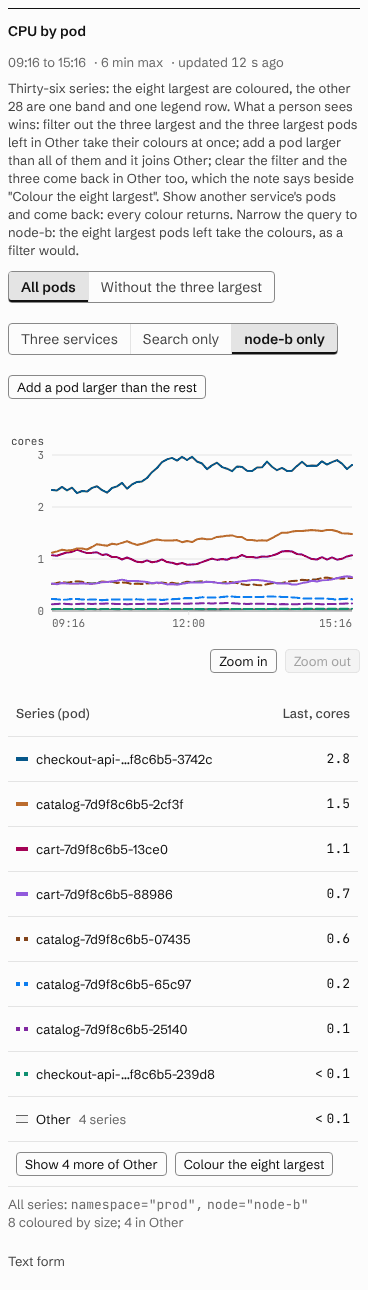 CPU by pod
09:16 to 15:16 · 6 min max · updated 12 s ago
Thirty-six series: the eight largest are coloured, the other
28 are one band and one legend row. What a person sees
wins: filter out the three largest and the three largest pods
left in Other take their colours at once; add a pod larger
than all of them and it joins Other; clear the filter and the
three come back in Other too, which the note says beside
"Colour the eight largest". Show another service's pods
and come back: every colour returns. Narrow the query to
node-b: the eight largest pods left take the colours, as a
filter would.
All pods Without the three largest
Three services Search only node-b only
Add a pod larger than the rest
cores
3
2
1
0
09:16 12:00 15:16
Zoom in Zoom out
Series (pod) Last, cores
checkout-api-…f8c6b5-3742c 2.8
catalog-7d9f8c6b5-2cf3f 1.5
cart-7d9f8c6b5-13ce0 1.1
cart-7d9f8c6b5-88986 0.7
catalog-7d9f8c6b5-07435 0.6
catalog-7d9f8c6b5-65c97 0.2
catalog-7d9f8c6b5-25140 0.1
checkout-api-…f8c6b5-239d8 <0.1
Other 4 series <0.1
Show 4 more of Other Colour the eight largest
All series: namespace="prod", node="node-b"
8 coloured by size; 4 in Other
Text form